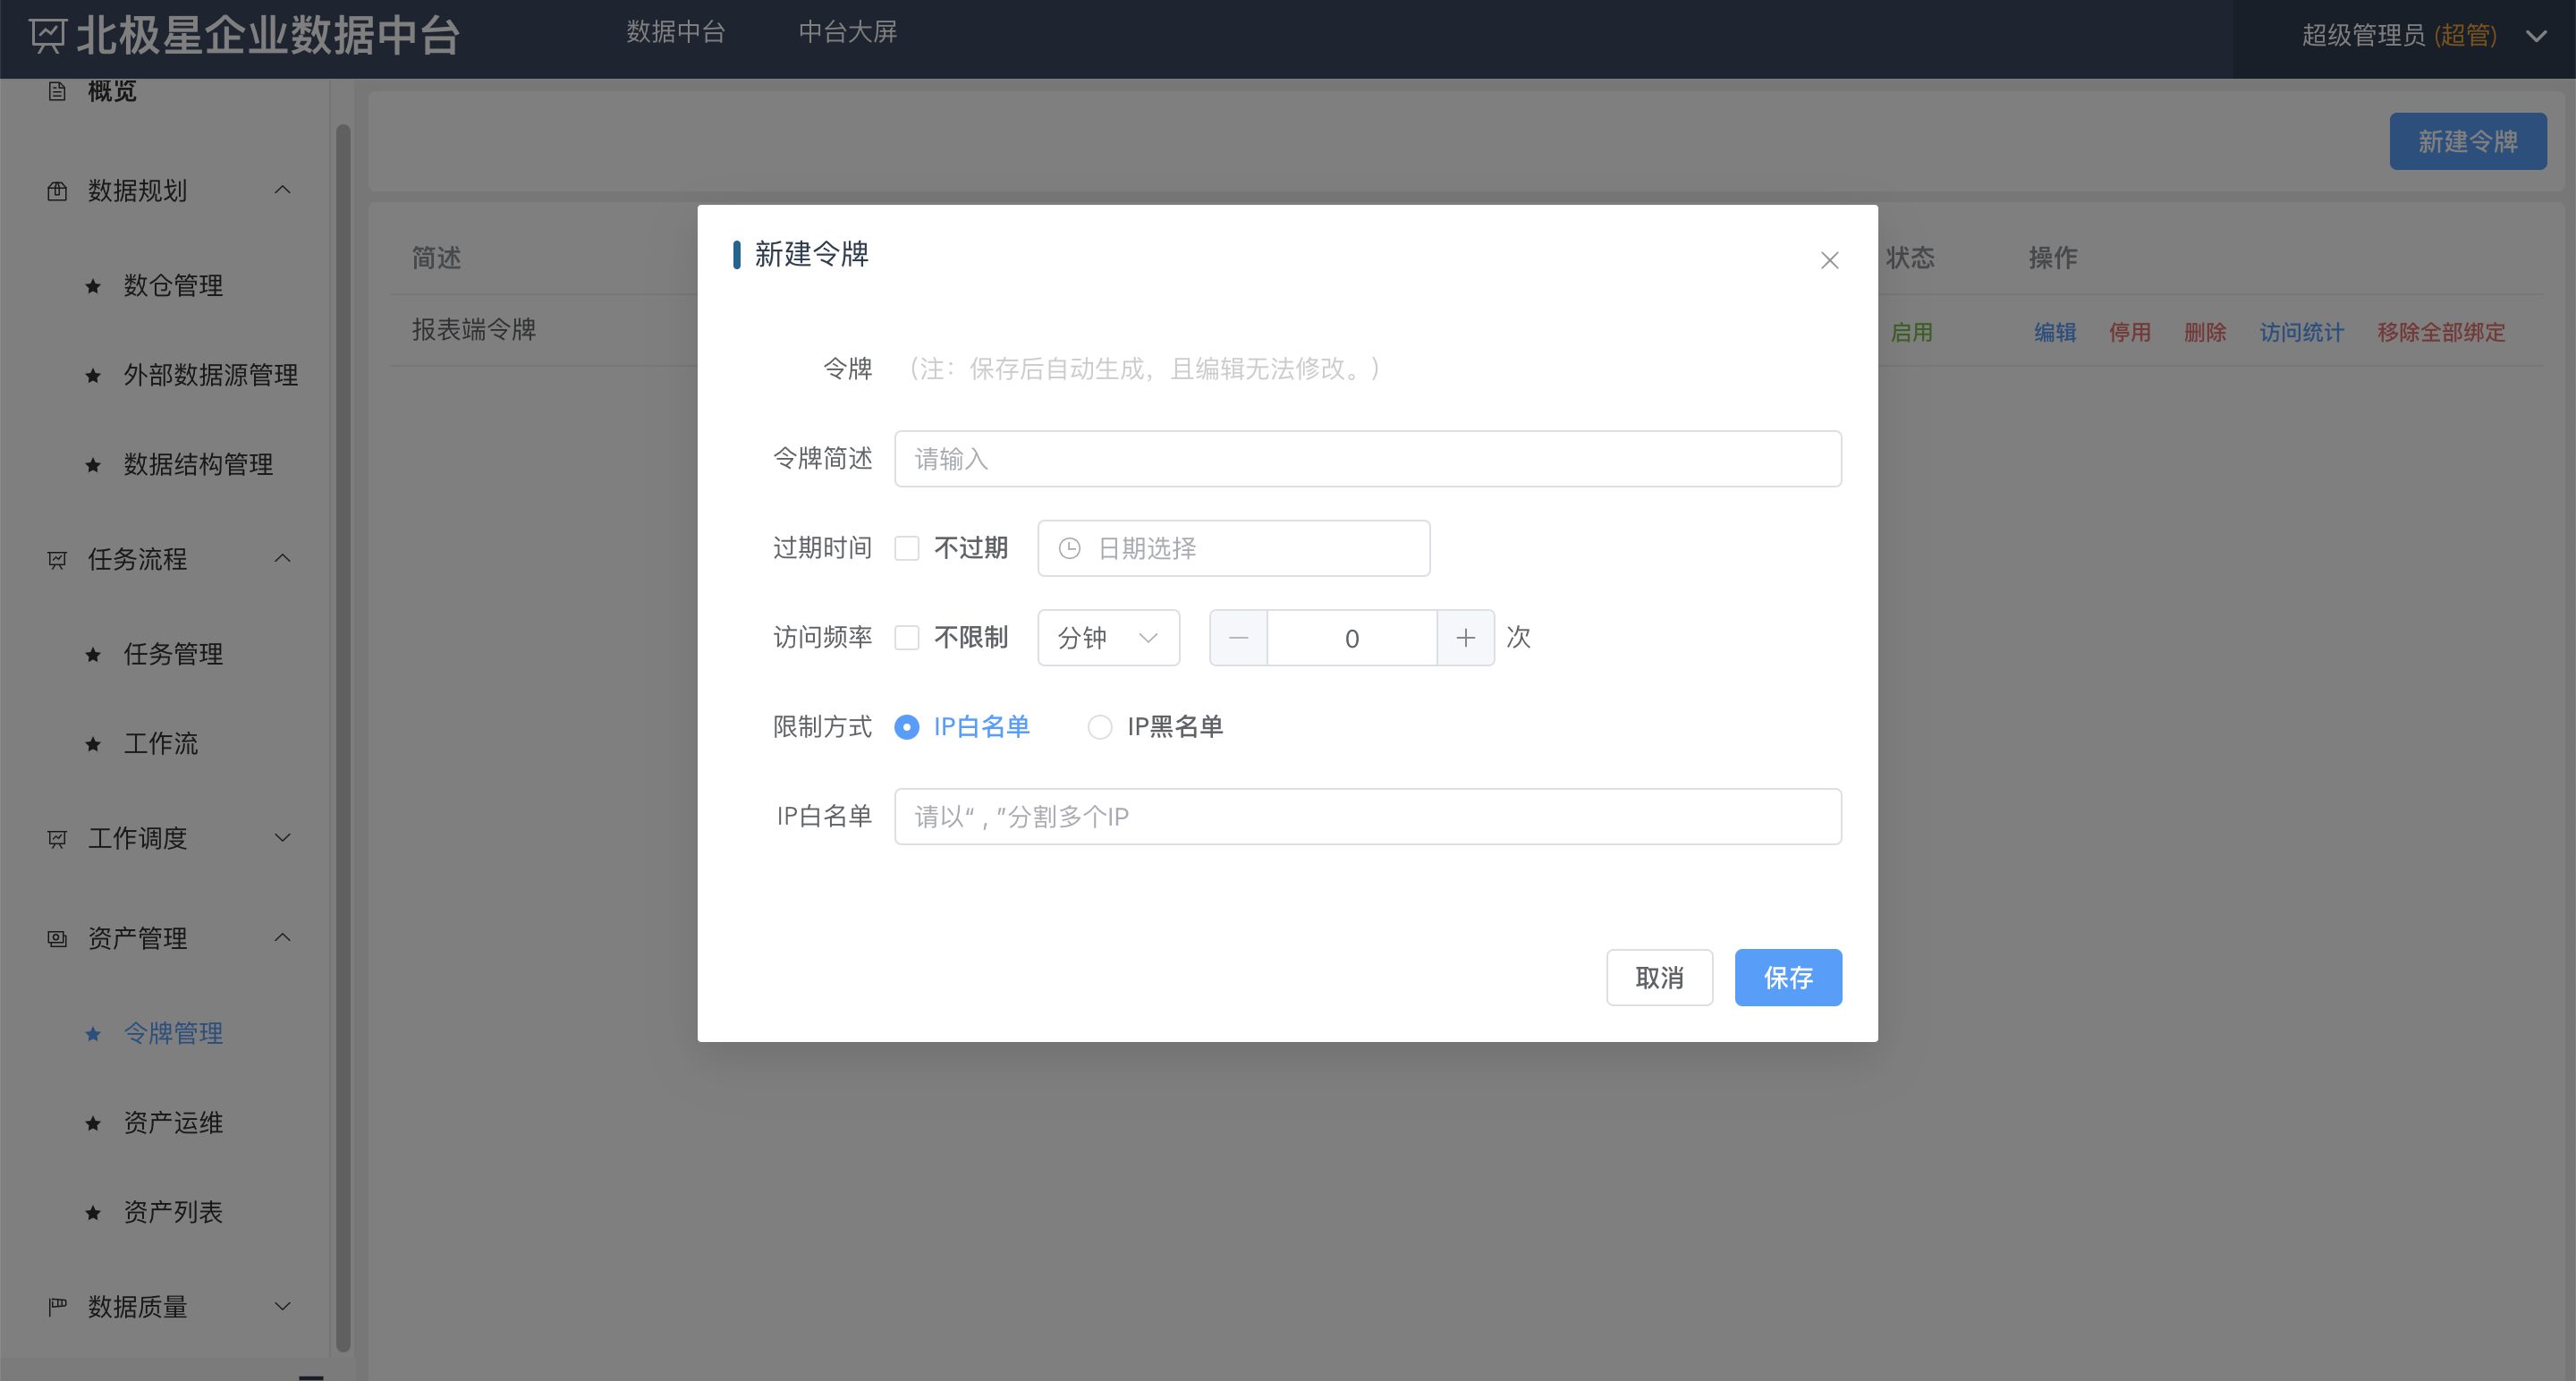 北极星企业数据中台
数据中台
中台大屏
超级管理员 (超管)
概览
数据规划
数仓管理
外部数据源管理
数据结构管理
任务流程
任务管理
工作流
工作调度
资产管理
令牌管理
资产运维
资产列表
数据质量
新建令牌
简述
状态
操作
报表端令牌
启用
编辑
停用
删除
访问统计
移除全部绑定
新建令牌
令牌
（注：保存后自动生成，且编辑无法修改。）
令牌简述
请输入
过期时间
不过期
日期选择
访问频率
不限制
分钟
0
次
限制方式
IP白名单
IP黑名单
IP白名单
请以“ , ”分割多个IP
取消
保存